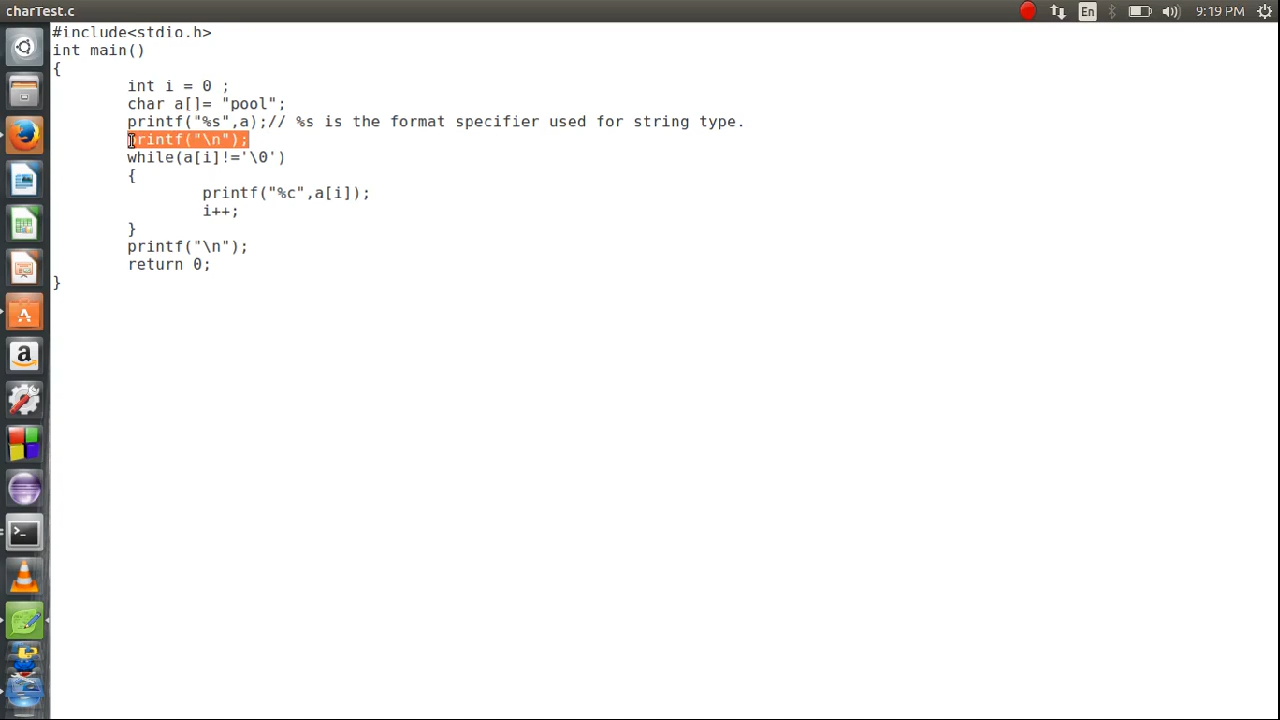 charTest.c
En
9:19 PM
#include<stdio.h>
int main()
{
int i = 0 ;
char a[]= "pool";
printf("%s",a);// %s is the format specifier used for string type.
printf("\n");
while(a[i]!='\0')
{
printf("%c",a[i]);
i++;
}
printf("\n");
return 0;
}